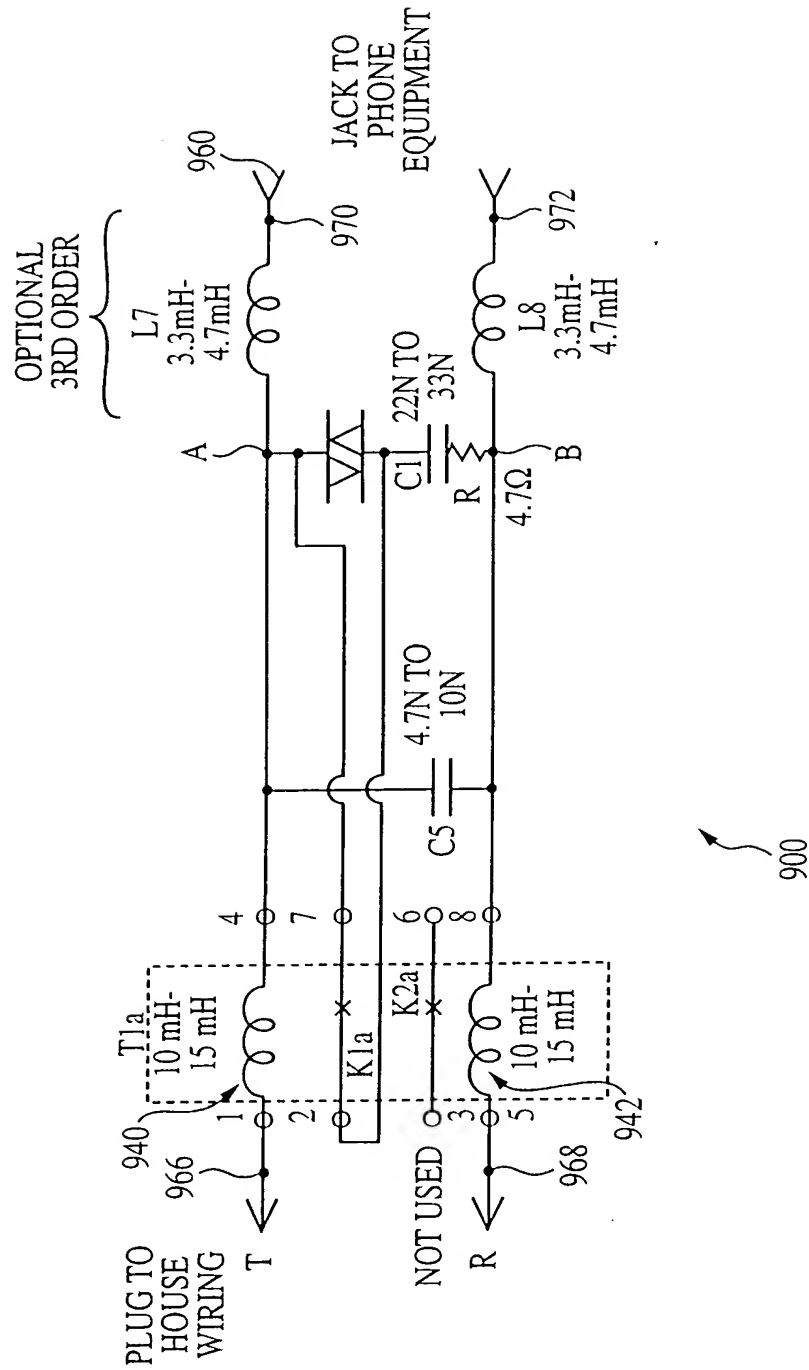 OPTIONAL
3RD ORDER
PLUG TO
HOUSE
WIRING
T
966
940
T1a
10 mH-
15 mH
1
4
A
L7
3.3mH-
4.7mH
970
960
JACK TO
PHONE
EQUIPMENT
2
K1a
7
NOT USED
3
K2a
6
C5
4.7N TO
10N
C1
22N TO
33N
R
4.7Ω
B
R
968
5
10 mH-
15 mH
942
8
L8
3.3mH-
4.7mH
972
900